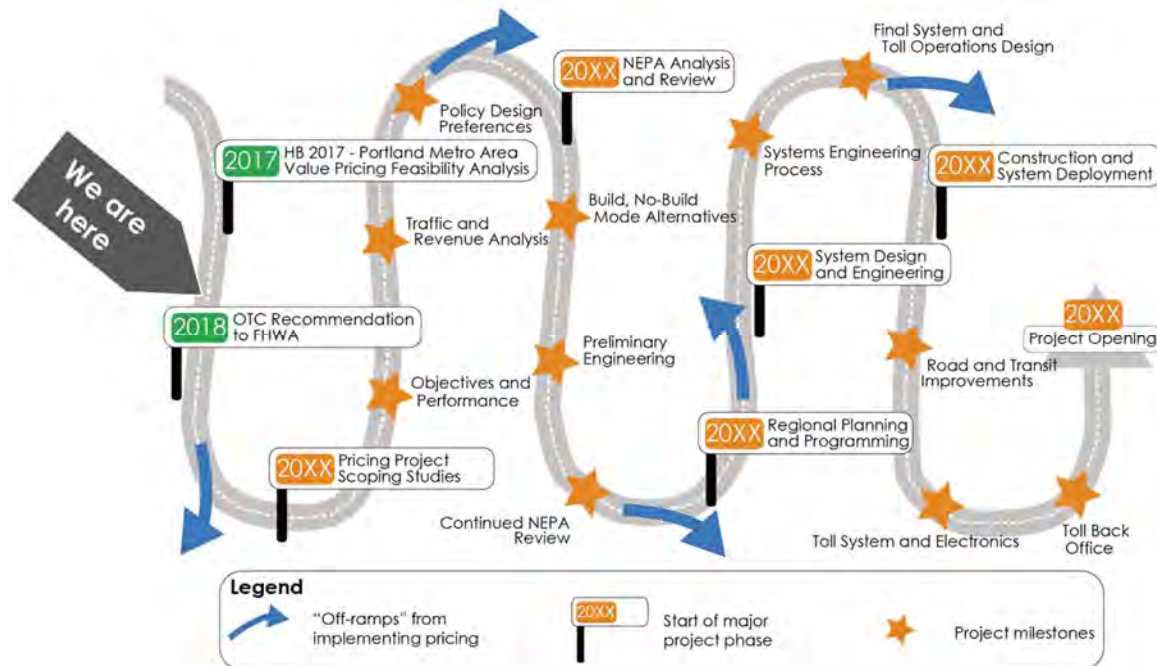 We are
here
2017
HB 2017 - Portland Metro Area
Value Pricing Feasibility Analysis
2018
OTC Recommendation
to FHWA
20XX
Pricing Project
Scoping Studies
Objectives and
Performance
Traffic and
Revenue Analysis
Policy Design
Preferences
20XX
NEPA Analysis
and Review
Build, No-Build
Mode Alternatives
Preliminary
Engineering
Continued NEPA
Review
20XX
Regional Planning
and Programming
20XX
System Design
and Engineering
Systems Engineering
Process
Final System and
Toll Operations Design
20XX
Construction and
System Deployment
Road and Transit
Improvements
Toll System and Electronics
Toll Back
Office
20XX
Project Opening
Legend
"Off-ramps" from
implementing pricing
20XX
Start of major
project phase
Project milestones